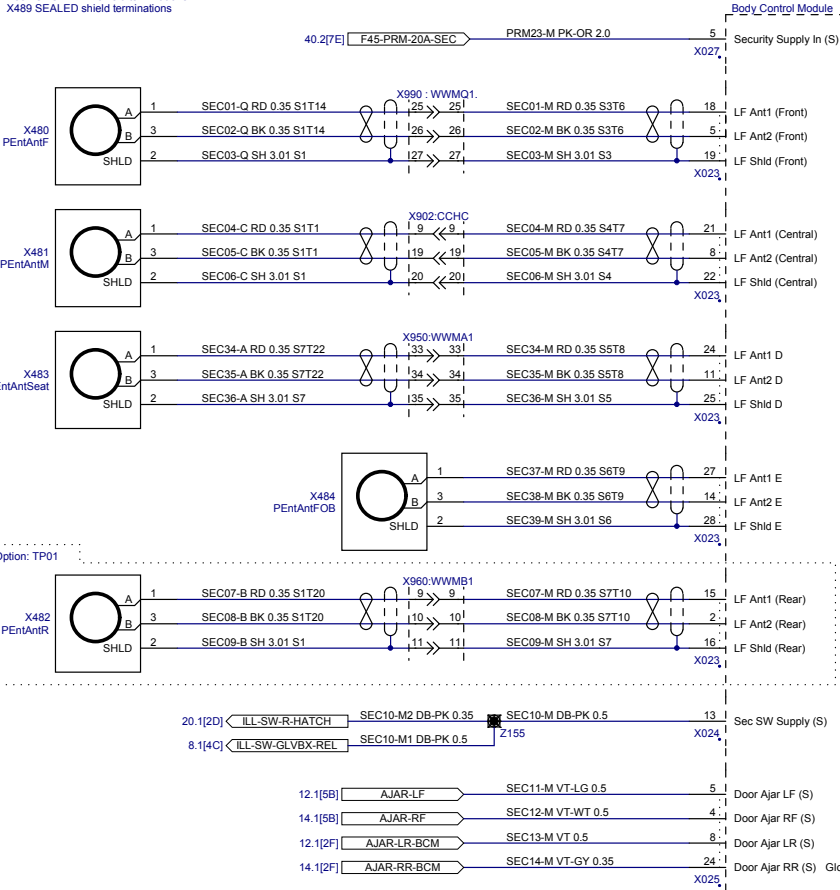 X489 SEALED shield terminations
Body Control Module
40.2[7E] F45-PRM-20A-SEC PRM23-M PK-OR 2.0 5 Security Supply In (S)
X027
X990 : WWMQ1.
A 1 SEC01-Q RD 0.35 S1T14 25 25 SEC01-M RD 0.35 S3T6 18 LF Ant1 (Front)
X480
PEntAntF
B 3 SEC02-Q BK 0.35 S1T14 26 26 SEC02-M BK 0.35 S3T6 5 LF Ant2 (Front)
SHLD 2 SEC03-Q SH 3.01 S1 27 27 SEC03-M SH 3.01 S3 19 LF Shld (Front)
X023
X902:CCHC
A 1 SEC04-C RD 0.35 S1T1 9 9 SEC04-M RD 0.35 S4T7 21 LF Ant1 (Central)
X481
PEntAntM
B 3 SEC05-C BK 0.35 S1T1 19 19 SEC05-M BK 0.35 S4T7 8 LF Ant2 (Central)
SHLD 2 SEC06-C SH 3.01 S1 20 20 SEC06-M SH 3.01 S4 22 LF Shld (Central)
X023
X950:WWMA1
A 1 SEC34-A RD 0.35 S7T22 33 33 SEC34-M RD 0.35 S5T8 24 LF Ant1 D
X483
ntAntSeat
B 3 SEC35-A BK 0.35 S7T22 34 34 SEC35-M BK 0.35 S5T8 11 LF Ant2 D
SHLD 2 SEC36-A SH 3.01 S7 35 35 SEC36-M SH 3.01 S5 25 LF Shld D
X023
A 1 SEC37-M RD 0.35 S6T9 27 LF Ant1 E
X484
PEntAntFOB
B 3 SEC38-M BK 0.35 S6T9 14 LF Ant2 E
SHLD 2 SEC39-M SH 3.01 S6 28 LF Shld E
X023
Option: TP01
X960:WWMB1
A 1 SEC07-B RD 0.35 S1T20 9 9 SEC07-M RD 0.35 S7T10 15 LF Ant1 (Rear)
X482
PEntAntR
B 3 SEC08-B BK 0.35 S1T20 10 10 SEC08-M BK 0.35 S7T10 2 LF Ant2 (Rear)
SHLD 2 SEC09-B SH 3.01 S1 11 11 SEC09-M SH 3.01 S7 16 LF Shld (Rear)
X023
20.1[2D] ILL-SW-R-HATCH SEC10-M2 DB-PK 0.35 SEC10-M DB-PK 0.5 13 Sec SW Supply (S)
Z155 X024
8.1[4C] ILL-SW-GLVBX-REL SEC10-M1 DB-PK 0.5
12.1[5B] AJAR-LF SEC11-M VT-LG 0.5 5 Door Ajar LF (S)
14.1[5B] AJAR-RF SEC12-M VT-WT 0.5 4 Door Ajar RF (S)
12.1[2F] AJAR-LR-BCM SEC13-M VT 0.5 8 Door Ajar LR (S)
14.1[2F] AJAR-RR-BCM SEC14-M VT-GY 0.35 24 Door Ajar RR (S) Glo
X025